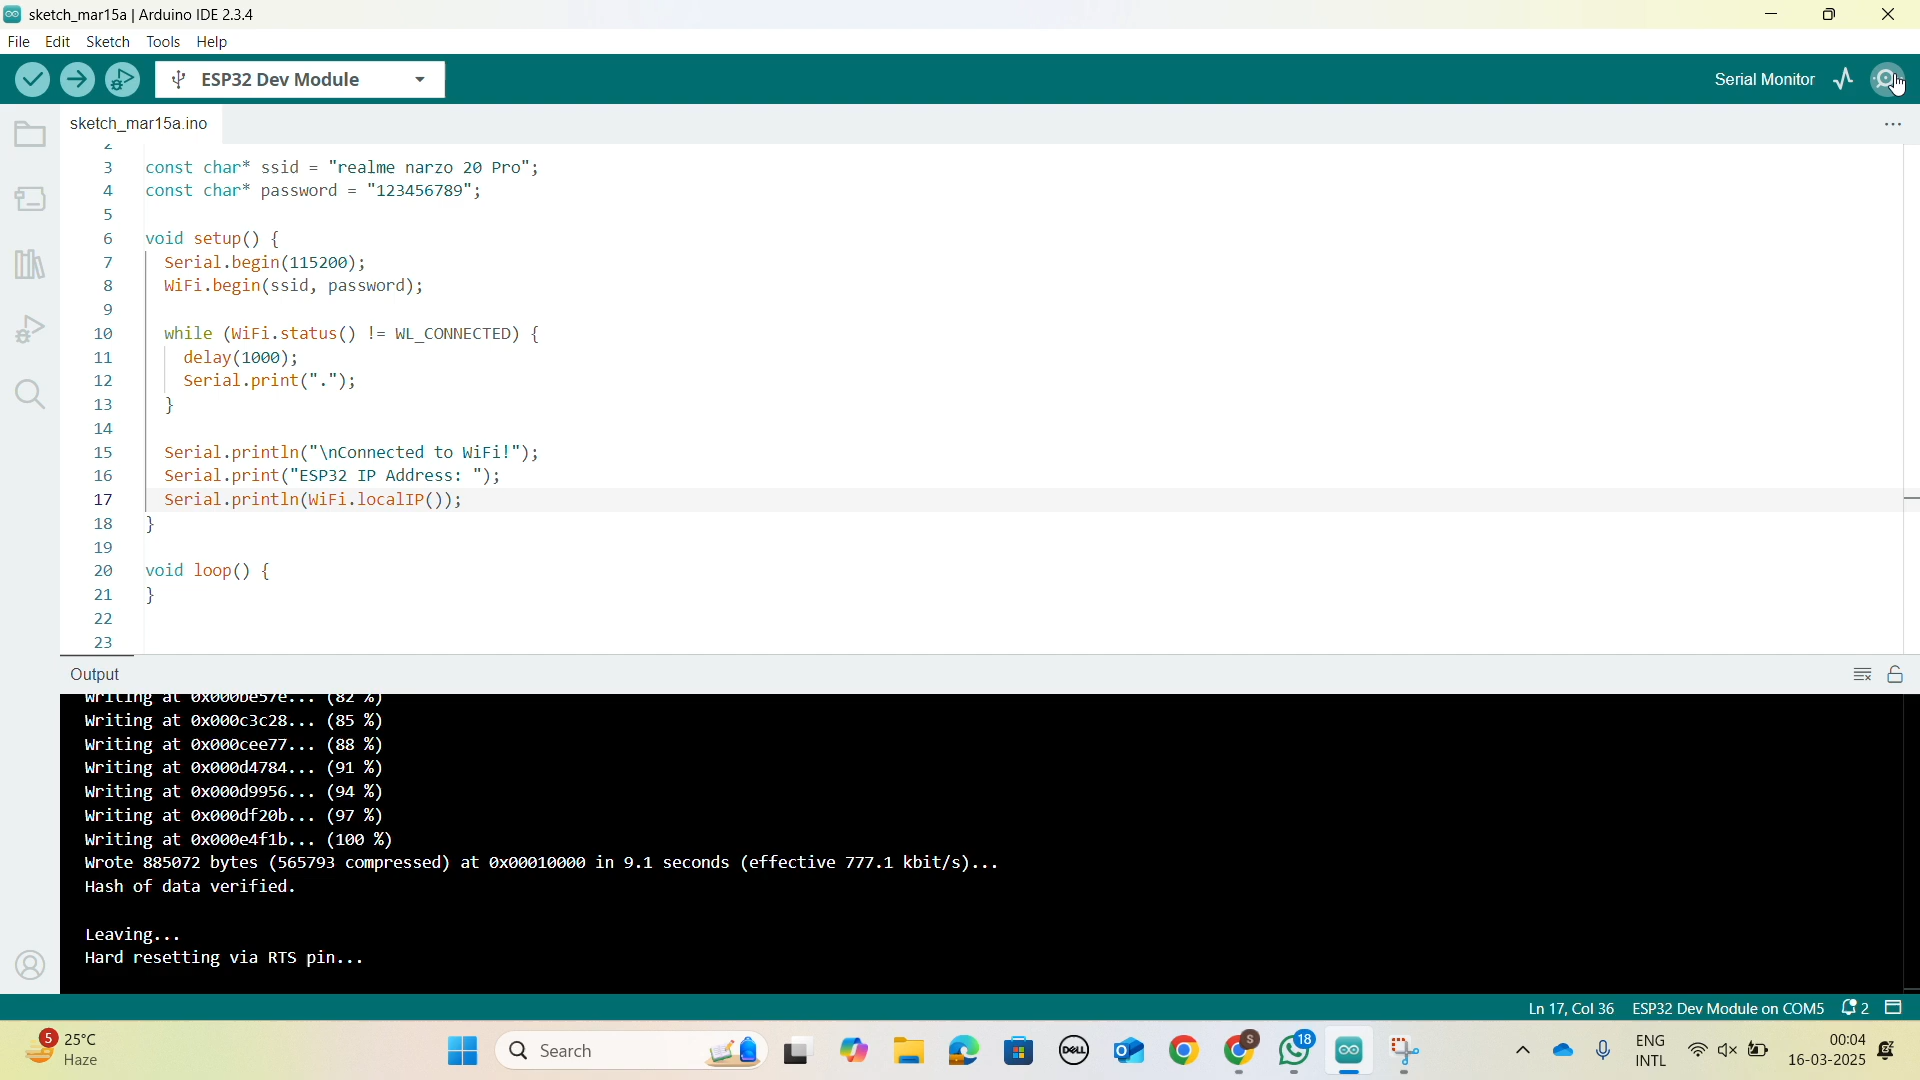 sketch_mar15a | Arduino IDE 2.3.4
File Edit Sketch Tools Help
ESP32 Dev Module
Serial Monitor
sketch_mar15a.ino
2
3 const char* ssid = "realme narzo 20 Pro";
4 const char* password = "123456789";
5
6 void setup() {
7 Serial.begin(115200);
8 WiFi.begin(ssid, password);
9
10 while (WiFi.status() != WL_CONNECTED) {
11 delay(1000);
12 Serial.print(".");
13 }
14
15 Serial.println("\nConnected to WiFi!");
16 Serial.print("ESP32 IP Address: ");
17 Serial.println(WiFi.localIP());
18 }
19
20 void loop() {
21 }
22
23
Output
Writing at 0x000be57e... (82 %)
Writing at 0x000c3c28... (85 %)
Writing at 0x000cee77... (88 %)
Writing at 0x000d4784... (91 %)
Writing at 0x000d9956... (94 %)
Writing at 0x000df20b... (97 %)
Writing at 0x000e4f1b... (100 %)
Wrote 885072 bytes (565793 compressed) at 0x00010000 in 9.1 seconds (effective 777.1 kbit/s)...
Hash of data verified.
Leaving...
Hard resetting via RTS pin...
Ln 17, Col 36 ESP32 Dev Module on COM5 2
5 25°C
Haze
Search
DELL
S
18
ENG
INTL
00:04
16-03-2025